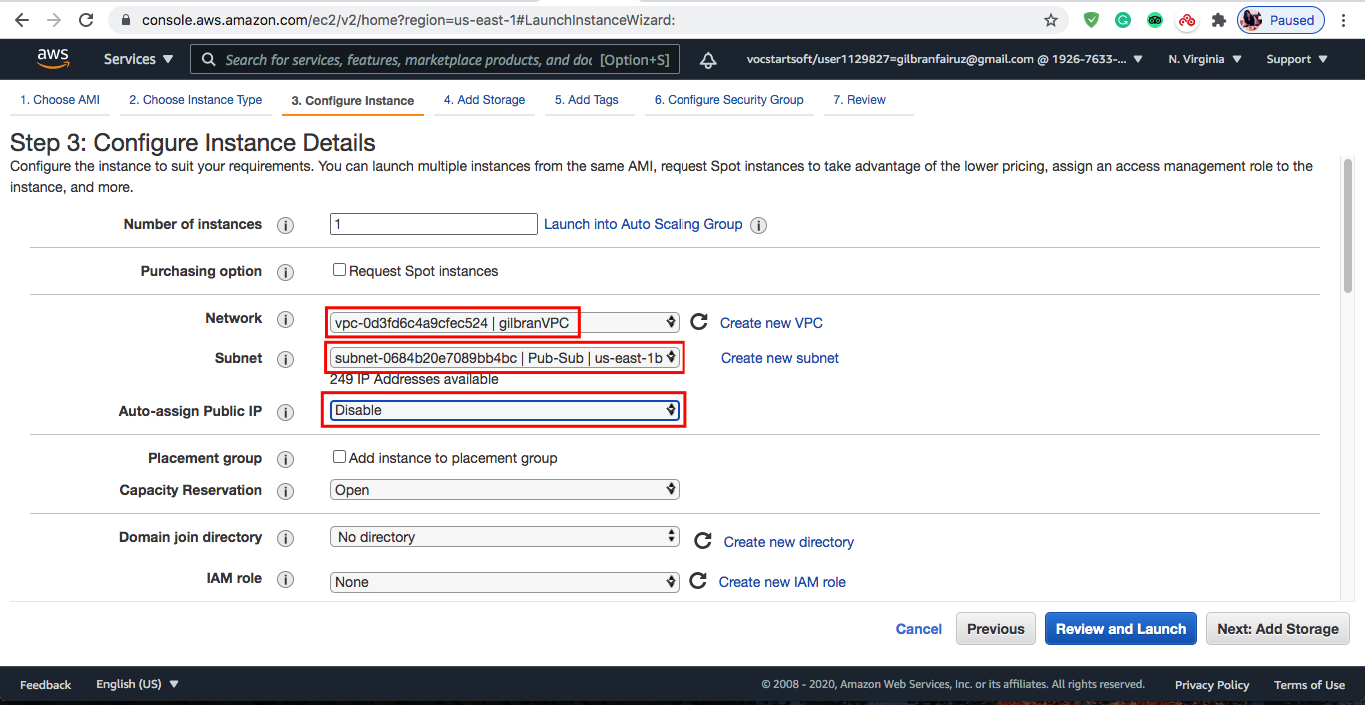 console.aws.amazon.com/ec2/v2/home?region=us-east-1#LaunchInstanceWizard:
Paused
aws
Services
Search for services, features, marketplace products, and doc [Option+S]
vocstartsoft/user1129827=gilbranfairuz@gmail.com @ 1926-7633-...
N. Virginia
Support
1. Choose AMI
2. Choose Instance Type
3. Configure Instance
4. Add Storage
5. Add Tags
6. Configure Security Group
7. Review
Step 3: Configure Instance Details
Configure the instance to suit your requirements. You can launch multiple instances from the same AMI, request Spot instances to take advantage of the lower pricing, assign an access management role to the
instance, and more.
Number of instances
1
Launch into Auto Scaling Group
Purchasing option
Request Spot instances
Network
vpc-0d3fd6c4a9cfec524 | gilbranVPC
Create new VPC
Subnet
subnet-0684b20e7089bb4bc | Pub-Sub | us-east-1b
Create new subnet
249 IP Addresses available
Auto-assign Public IP
Disable
Placement group
Add instance to placement group
Capacity Reservation
Open
Domain join directory
No directory
Create new directory
IAM role
None
Create new IAM role
Cancel
Previous
Review and Launch
Next: Add Storage
Feedback
English (US)
© 2008 - 2020, Amazon Web Services, Inc. or its affiliates. All rights reserved.
Privacy Policy
Terms of Use